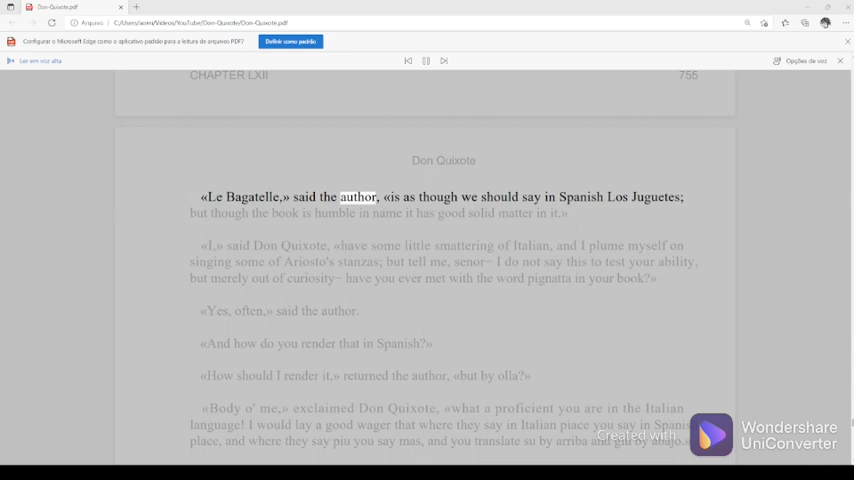 Don-Quixote.pdf
Arquivo
C:/Users/acms/Videos/YouTube/Don-Quixote/Don-Quixote.pdf
Configurar o Microsoft Edge como o aplicativo padrão para a leitura de arquivos PDF?
Definir como padrão
Ler em voz alta
Opções de voz
CHAPTER LXII
755
Don Quixote
«Le Bagatelle,» said the author, «is as though we should say in Spanish Los Juguetes;
but though the book is humble in name it has good solid matter in it.»
«I,» said Don Quixote, «have some little smattering of Italian, and I plume myself on
singing some of Ariosto's stanzas; but tell me, senor− I do not say this to test your ability,
but merely out of curiosity− have you ever met with the word pignatta in your book?»
«Yes, often,» said the author.
«And how do you render that in Spanish?»
«How should I render it,» returned the author, «but by olla?»
«Body o' me,» exclaimed Don Quixote, «what a proficient you are in the Italian
language! I would lay a good wager that where they say in Italian piace you say in Spanis
place, and where they say piu you say mas, and you translate su by arriba and giu by abajo.»
Created with
Wondershare
UniConverter